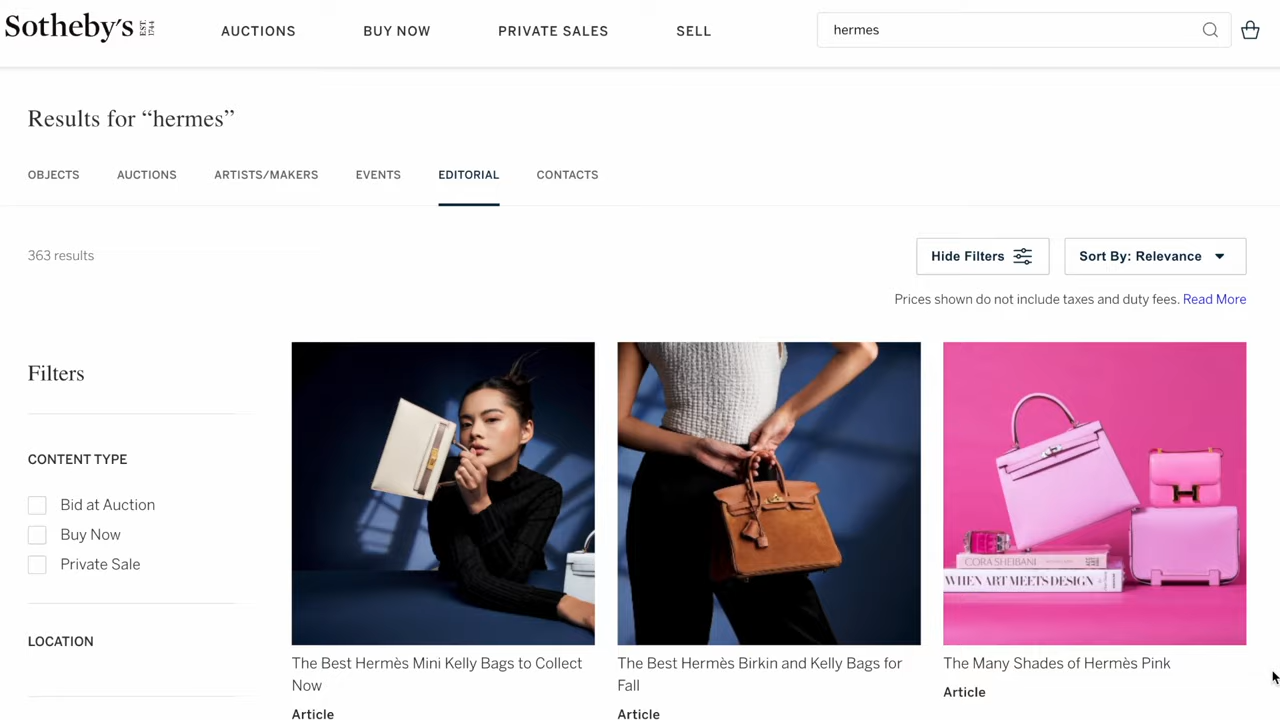 Sotheby's EST. 1744
AUCTIONS BUY NOW PRIVATE SALES SELL
hermes
Results for “hermes”
OBJECTS AUCTIONS ARTISTS/MAKERS EVENTS EDITORIAL CONTACTS
363 results
Hide Filters Sort By: Relevance
Prices shown do not include taxes and duty fees. Read More
Filters
CONTENT TYPE
Bid at Auction
Buy Now
Private Sale
LOCATION
CORA SHEIBANI
WHEN ART MEETS DESIGN
The Best Hermès Mini Kelly Bags to Collect
Now
Article
The Best Hermès Birkin and Kelly Bags for
Fall
Article
The Many Shades of Hermès Pink
Article